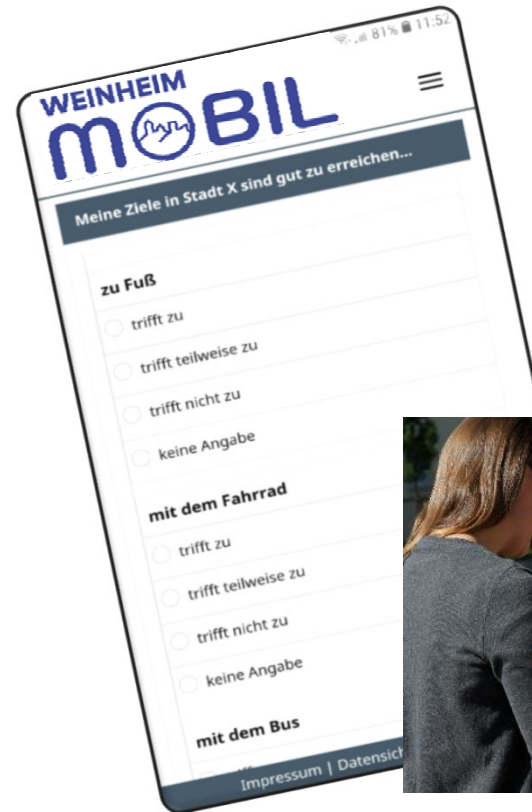 81% 11:52
WEINHEIM
MOBIL
Meine Ziele in Stadt X sind gut zu erreichen...
zu Fuß
trifft zu
trifft teilweise zu
trifft nicht zu
keine Angabe
mit dem Fahrrad
trifft zu
trifft teilweise zu
trifft nicht zu
keine Angabe
mit dem Bus
Impressum |